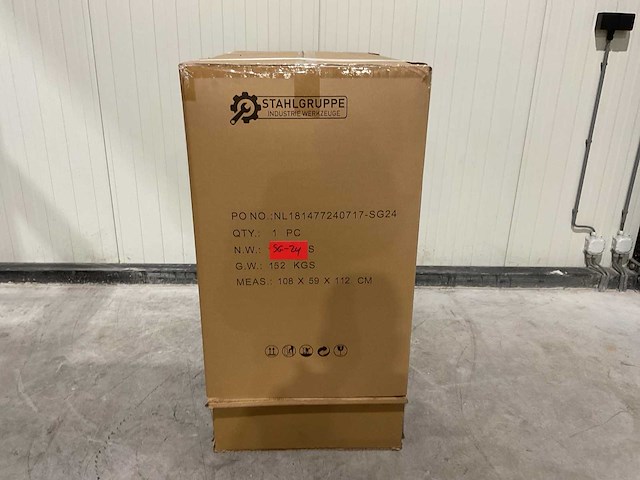 STAHLGRUPPE
INDUSTRIE WERKZEUGE
PO NO.:NL181477240717-SG24
QTY.: 1 PC
N.W.: SG-24 S
G.W.: 152 KGS
MEAS.: 108 X 59 X 112 CM